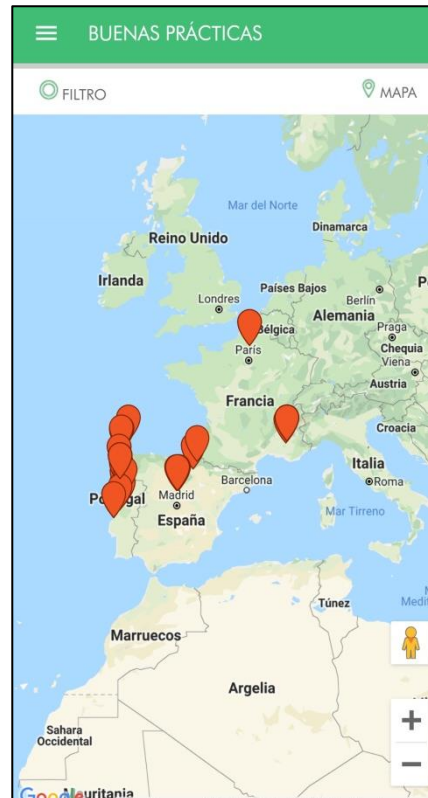 BUENAS PRÁCTICAS
FILTRO
MAPA
Mar del Norte
Dinamarca
Reino Unido
Irlanda
Países Bajos
Londres
Berlín
Alemania
Bélgica
Praga
París
Chequia
Viena
Austria
Francia
Croacia
Italia
Barcelona
Roma
Madrid
España
Mar Tirreno
Túnez
Marruecos
Argelia
Sahara
Occidental
Google